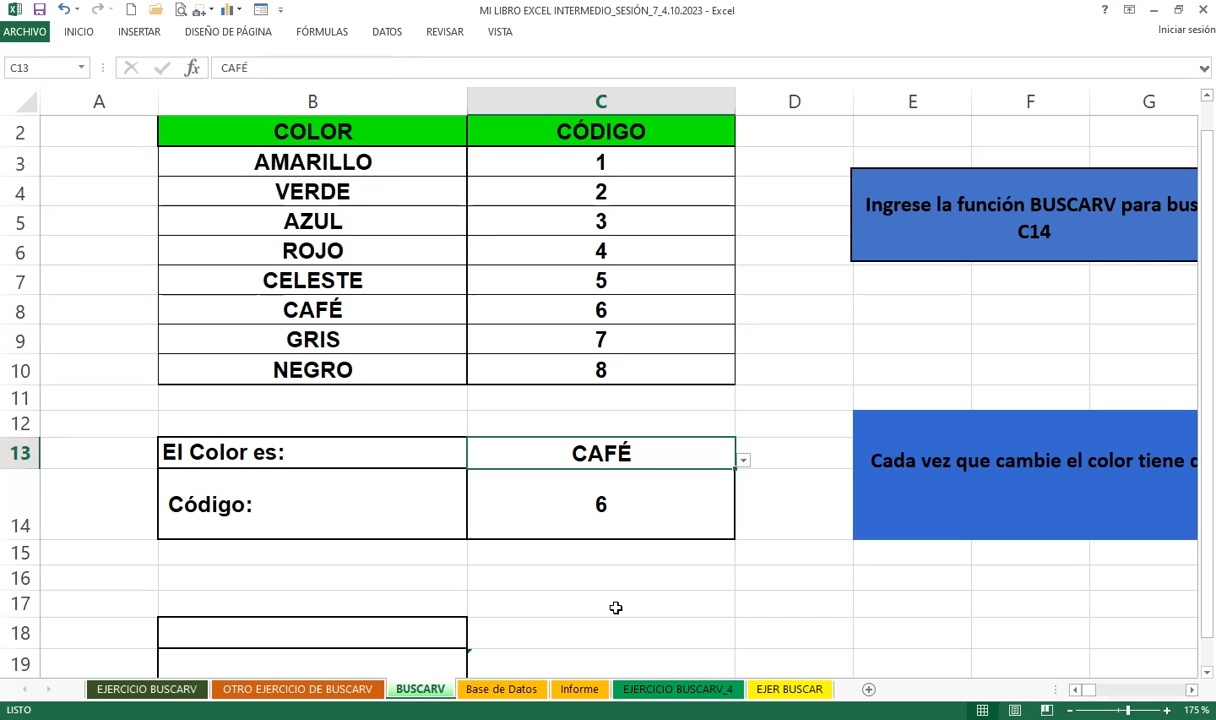 MI LIBRO EXCEL INTERMEDIO_SESIÓN_7_4.10.2023 - Excel
?
ARCHIVO INICIO INSERTAR DISEÑO DE PÁGINA FÓRMULAS DATOS REVISAR VISTA Iniciar sesión
C13 fx CAFÉ
A B C D E F G
2 COLOR CÓDIGO
3 AMARILLO 1
4 VERDE 2
5 AZUL 3
6 ROJO 4
7 CELESTE 5
8 CAFÉ 6
9 GRIS 7
10 NEGRO 8
Ingrese la función BUSCARV para bus
C14
11
12
13 El Color es: CAFÉ
Cada vez que cambie el color tiene
14 Código: 6
15
16
17
18
19
EJERCICIO BUSCARV OTRO EJERCICIO DE BUSCARV BUSCARV Base de Datos Informe EJERCICIO BUSCARV_4 EJER BUSCAR
LISTO 175 %